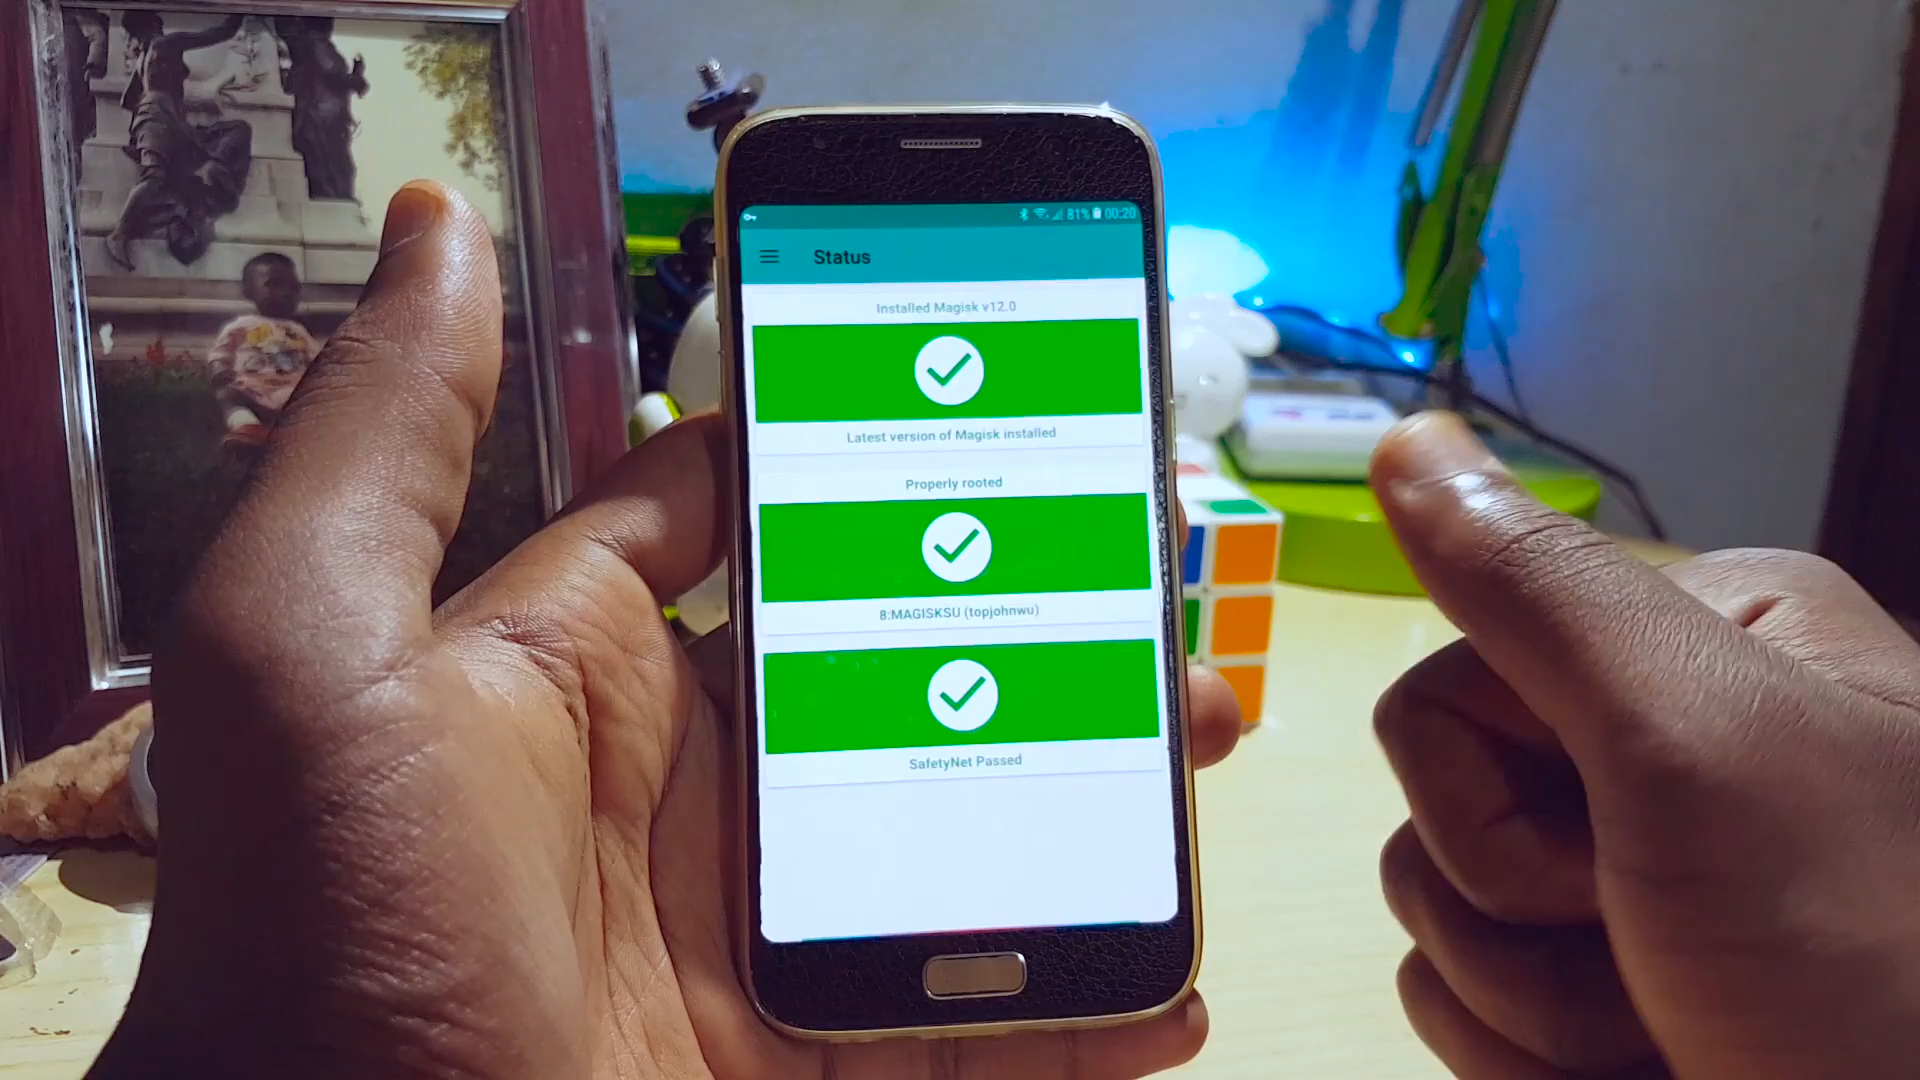 81% 00:20
Status
Installed Magisk v12.0
Latest version of Magisk installed
Properly rooted
8:MAGISKSU (topjohnwu)
SafetyNet Passed